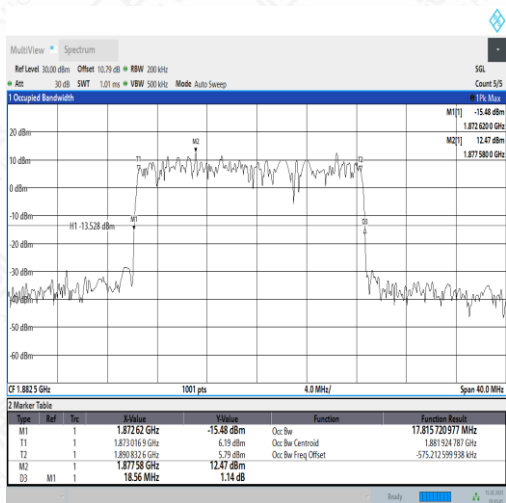 MultiView Spectrum
Ref Level 30.00 dBm Offset 10.79 dB RBW 200 kHz SGL
Att 30 dB SWT 1.01 ms VBW 500 kHz Mode Auto Sweep Count 5/5
1 Occupied Bandwidth 1Pk Max
M1[1] -15.48 dBm
1.872 620 0 GHz
M2[1] 12.47 dBm
1.877 580 0 GHz
20 dBm
M2
T1
T2
10 dBm
0 dBm
-10 dBm
H1 -13.528 dBm
M1
D3
-20 dBm
-30 dBm
-40 dBm
-50 dBm
-60 dBm
CF 1.882 5 GHz 1001 pts 4.0 MHz/ Span 40.0 MHz
2 Marker Table
Type Ref Trc X-Value Y-Value Function Function Result
M1 1 1.872 62 GHz -15.48 dBm Occ Bw 17.815 720 977 MHz
T1 1 1.873 016 9 GHz 6.19 dBm Occ Bw Centroid 1.881 924 787 GHz
T2 1 1.890 832 6 GHz 5.79 dBm Occ Bw Freq Offset -575.212 599 938 kHz
M2 1 1.877 58 GHz 12.47 dBm
D3 M1 1 18.56 MHz 1.14 dB
Ready